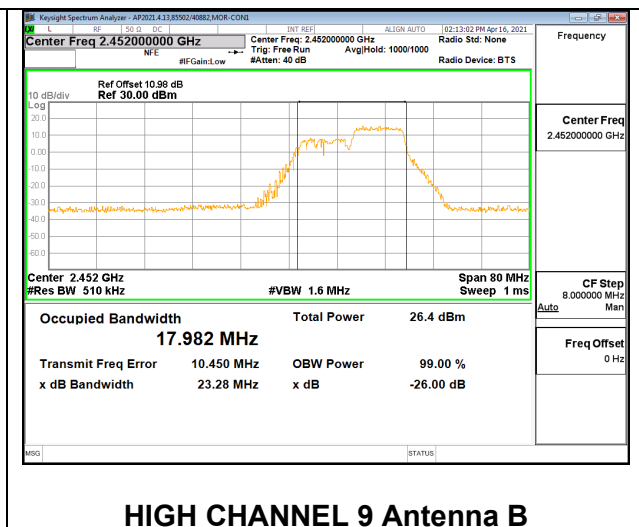 Keysight Spectrum Analyzer - AP2021.4.13,85502/40882,MOR-CON1
LXI L RF 50 Ω DC INT REF ALIGN AUTO 02:13:02 PM Apr 16, 2021
Center Freq 2.452000000 GHz Center Freq: 2.452000000 GHz Radio Std: None
NFE Trig: Free Run Avg|Hold: 1000/1000
#IFGain:Low #Atten: 40 dB Radio Device: BTS
Frequency
Ref Offset 10.98 dB
10 dB/div Ref 30.00 dBm
Log
20.0
10.0
0.00
-10.0
-20.0
-30.0
-40.0
-50.0
-60.0
Center Freq
2.452000000 GHz
Center 2.452 GHz Span 80 MHz
#Res BW 510 kHz #VBW 1.6 MHz Sweep 1 ms
CF Step
8.000000 MHz
Auto Man
Occupied Bandwidth Total Power 26.4 dBm
17.982 MHz
Transmit Freq Error 10.450 MHz OBW Power 99.00 %
x dB Bandwidth 23.28 MHz x dB -26.00 dB
Freq Offset
0 Hz
MSG STATUS
HIGH CHANNEL 9 Antenna B